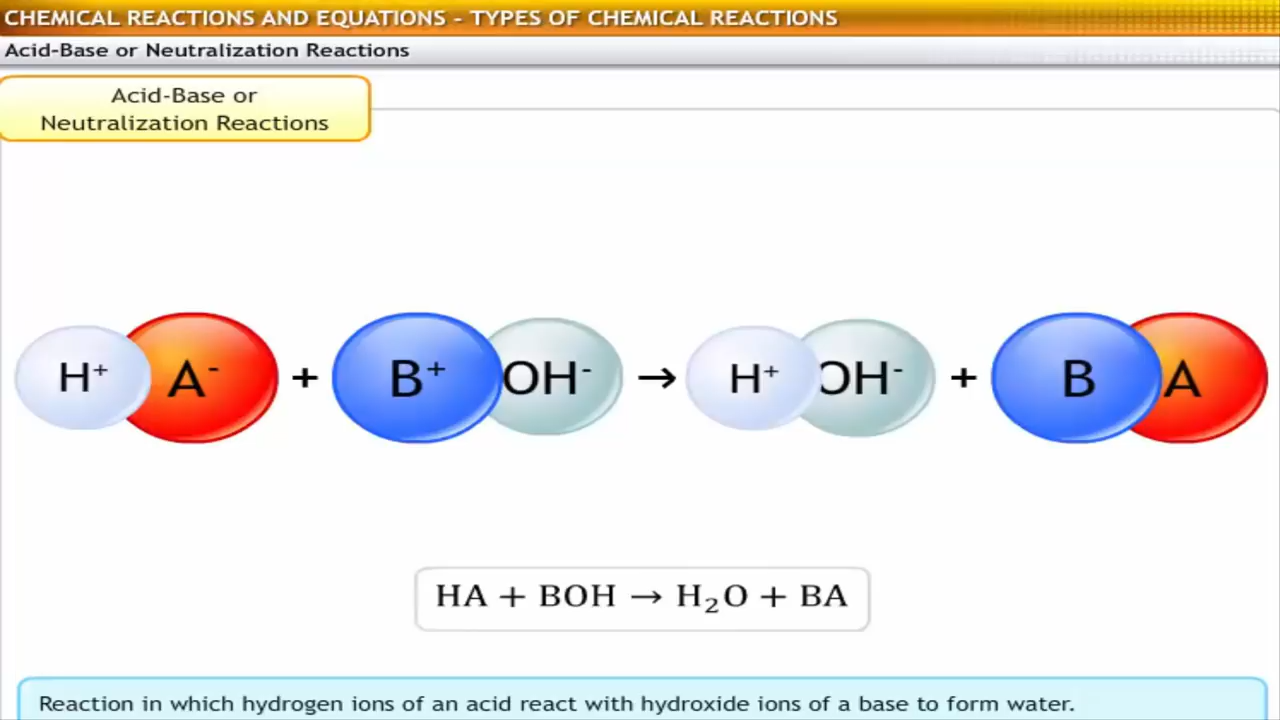 CHEMICAL REACTIONS AND EQUATIONS - TYPES OF CHEMICAL REACTIONS
Acid-Base or Neutralization Reactions
Acid-Base or
Neutralization Reactions
H⁺ A⁻ + B⁺ OH⁻ → H⁺ OH⁻ + B A
HA + BOH → H₂O + BA
Reaction in which hydrogen ions of an acid react with hydroxide ions of a base to form water.